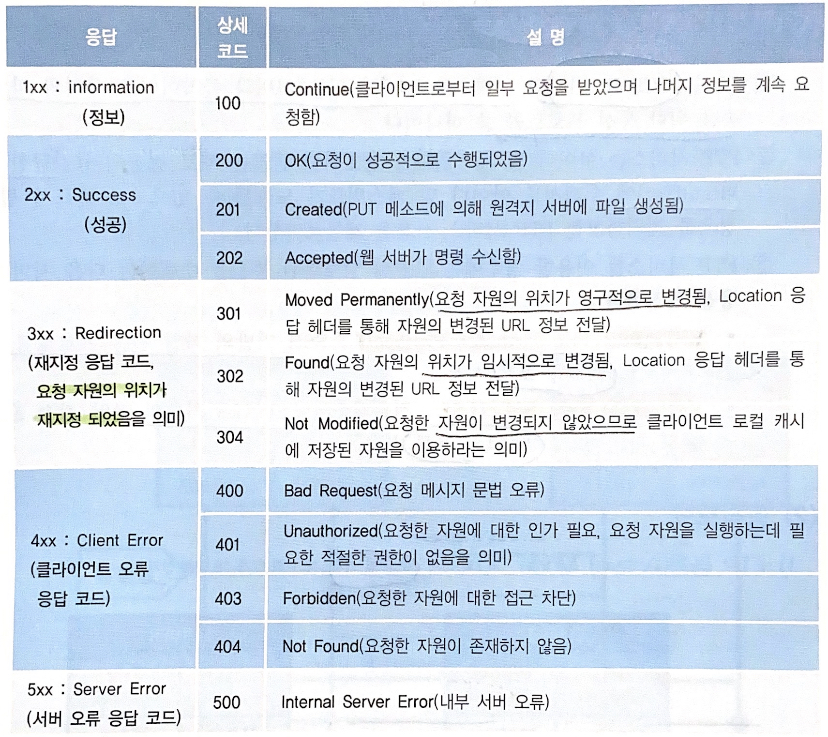 응답
상세
코드
설 명
1xx : information
(정보)
100
Continue(클라이언트로부터 일부 요청을 받았으며 나머지 정보를 계속 요
청함)
2xx : Success
(성공)
200
OK(요청이 성공적으로 수행되었음)
201
Created(PUT 메소드에 의해 원격지 서버에 파일 생성됨)
202
Accepted(웹 서버가 명령 수신함)
3xx : Redirection
(재지정 응답 코드,
요청 자원의 위치가
재지정 되었음을 의미)
301
Moved Permanently(요청 자원의 위치가 영구적으로 변경됨, Location 응
답 헤더를 통해 자원의 변경된 URL 정보 전달)
302
Found(요청 자원의 위치가 임시적으로 변경됨, Location 응답 헤더를 통
해 자원의 변경된 URL 정보 전달)
304
Not Modified(요청한 자원이 변경되지 않았으므로 클라이언트 로컬 캐시
에 저장된 자원을 이용하라는 의미)
4xx : Client Error
(클라이언트 오류
응답 코드)
400
Bad Request(요청 메시지 문법 오류)
401
Unauthorized(요청한 자원에 대한 인가 필요, 요청 자원을 실행하는데 필
요한 적절한 권한이 없음을 의미)
403
Forbidden(요청한 자원에 대한 접근 차단)
404
Not Found(요청한 자원이 존재하지 않음)
5xx : Server Error
(서버 오류 응답 코드)
500
Internal Server Error(내부 서버 오류)